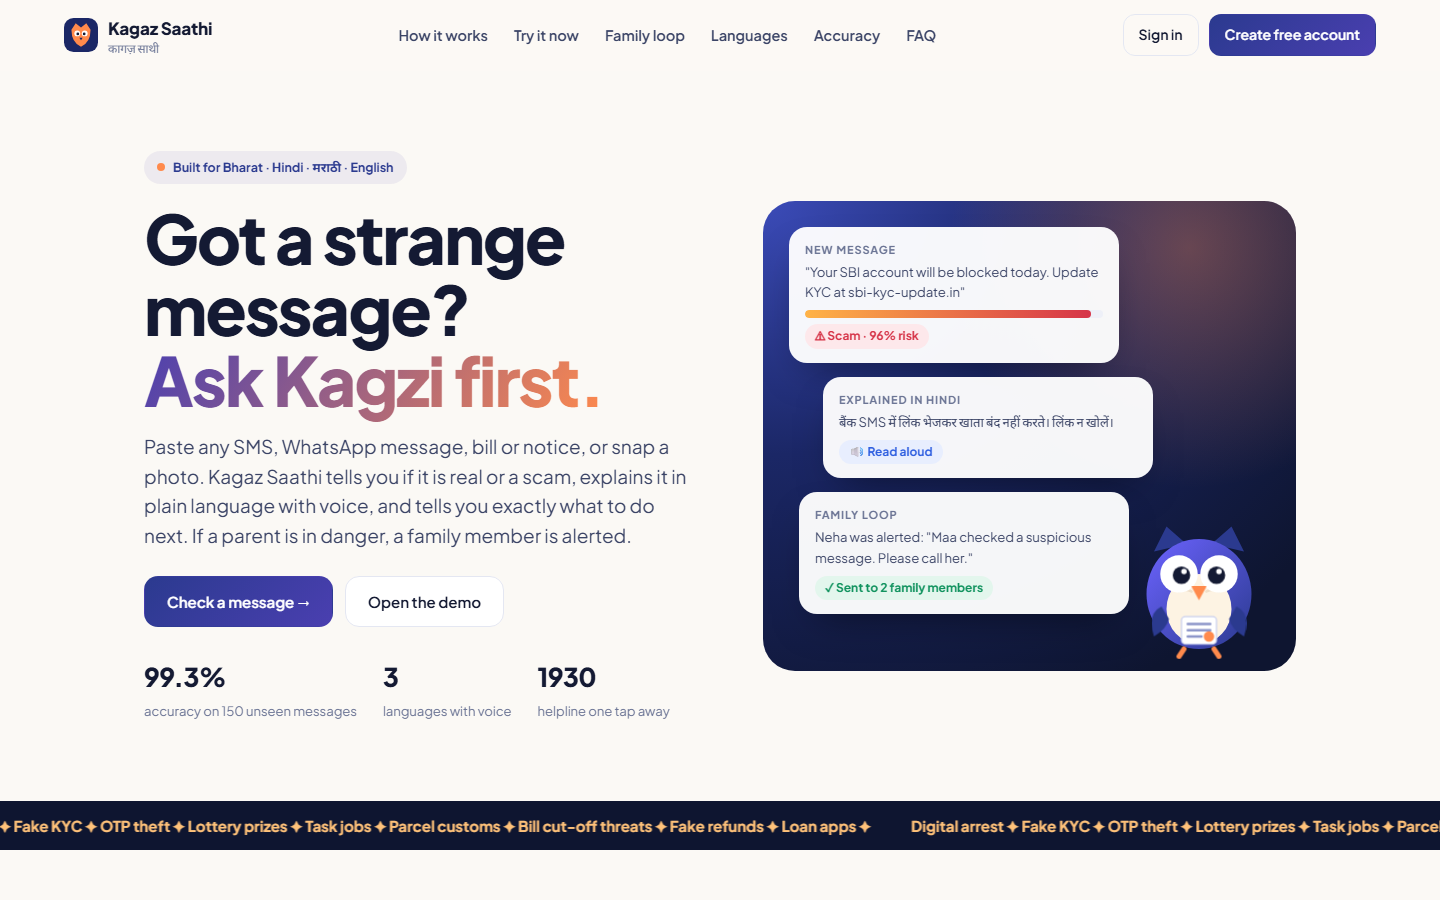 Kagaz Saathi
कागज़ साथी
How it works
Try it now
Family loop
Languages
Accuracy
FAQ
Sign in
Create free account
Built for Bharat · Hindi · मराठी · English
Got a strange
message?
Ask Kagzi first.
Paste any SMS, WhatsApp message, bill or notice, or snap a
photo. Kagaz Saathi tells you if it is real or a scam, explains it in
plain language with voice, and tells you exactly what to do
next. If a parent is in danger, a family member is alerted.
Check a message →
Open the demo
99.3%
accuracy on 150 unseen messages
3
languages with voice
1930
helpline one tap away
NEW MESSAGE
"Your SBI account will be blocked today. Update
KYC at sbi-kyc-update.in"
⚠ Scam · 96% risk
EXPLAINED IN HINDI
बैंक SMS में लिंक भेजकर खाता बंद नहीं करते। लिंक न खोलें।
🔊 Read aloud
FAMILY LOOP
Neha was alerted: "Maa checked a suspicious
message. Please call her."
✓ Sent to 2 family members
✦ Fake KYC ✦ OTP theft ✦ Lottery prizes ✦ Task jobs ✦ Parcel customs ✦ Bill cut-off threats ✦ Fake refunds ✦ Loan apps ✦ Digital arrest ✦ Fake KYC ✦ OTP theft ✦ Lottery prizes ✦ Task jobs ✦ Parcel